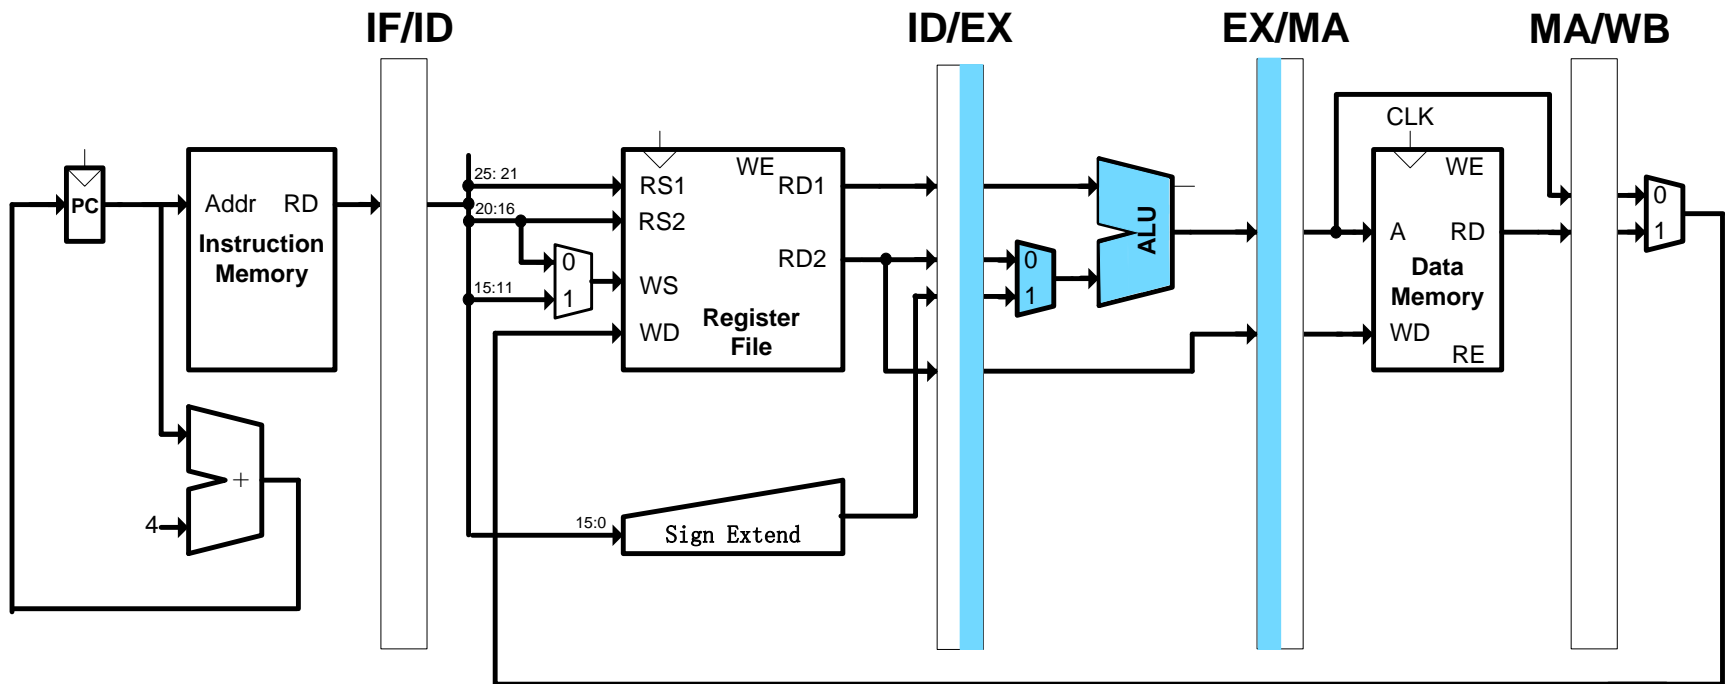 IF/ID
ID/EX
EX/MA
MA/WB
PC
Addr
RD
Instruction
Memory
4
+
25: 21
20:16
15:11
15:0
0
1
WE
RS1
RD1
RS2
RD2
WS
WD
Register
File
Sign Extend
0
1
ALU
CLK
WE
A
RD
Data
Memory
WD
RE
0
1